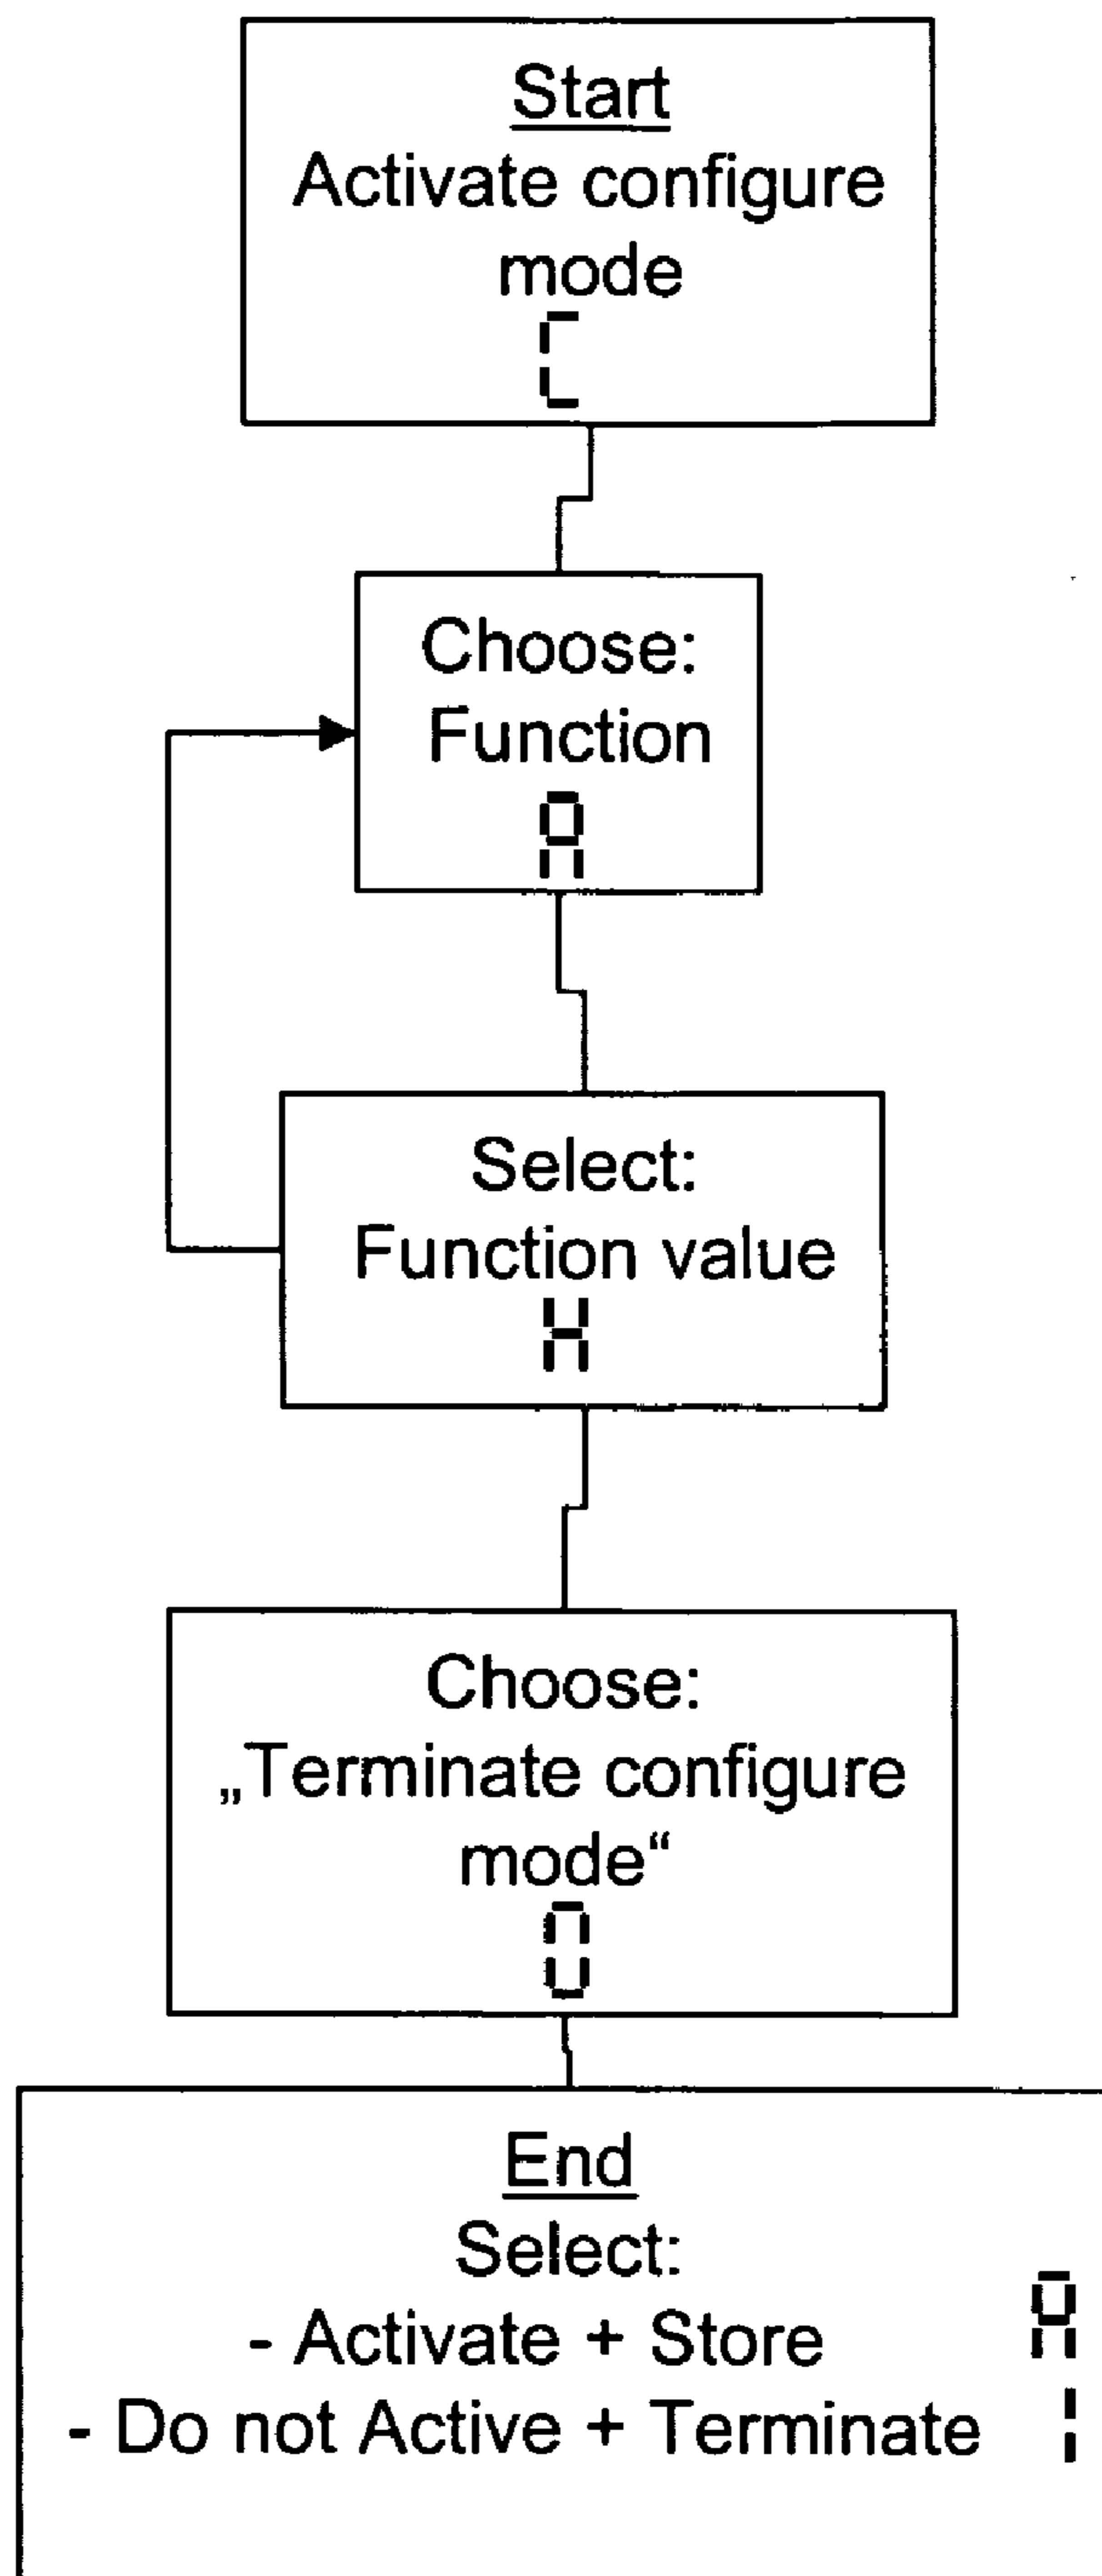 Start
Activate configure
mode
C
Choose:
Function
A
Select:
Function value
H
Choose:
„Terminate configure
mode“
0
End
Select:
- Activate + Store A
- Do not Active + Terminate I